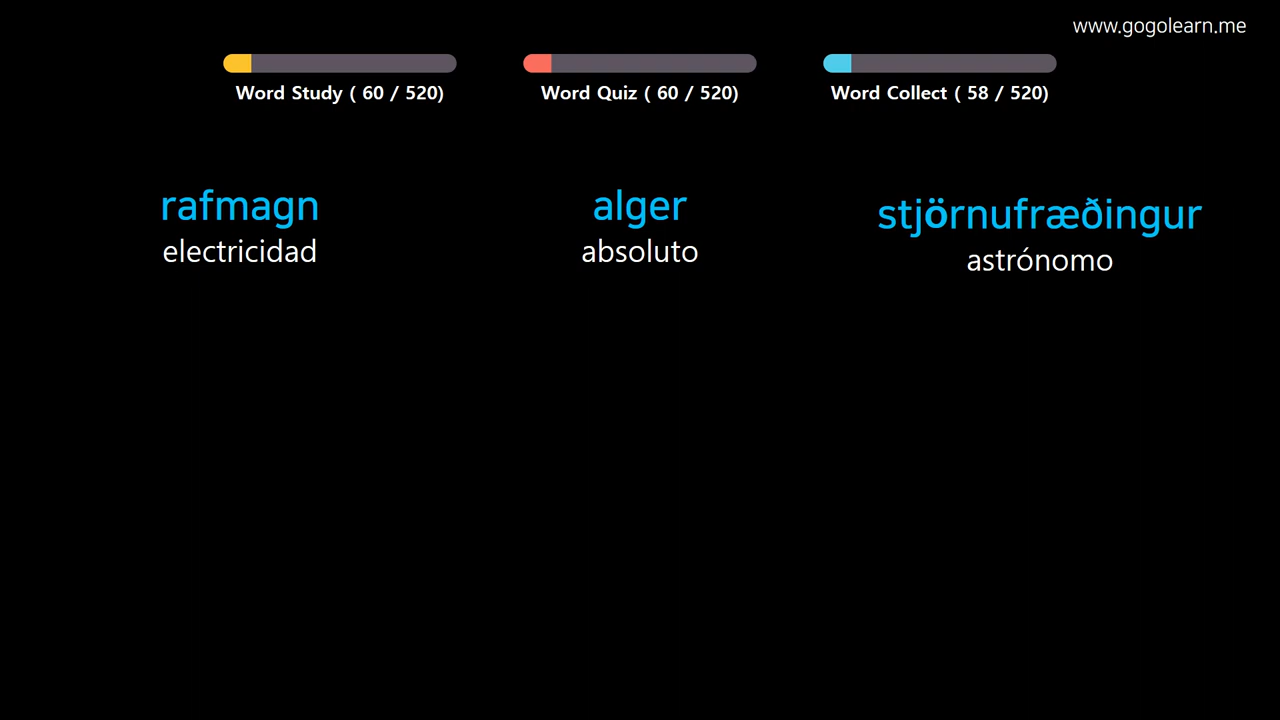 www.gogolearn.me
Word Study ( 60 / 520)
Word Quiz ( 60 / 520)
Word Collect ( 58 / 520)
rafmagn
electricidad
alger
absoluto
stjörnufræðingur
astrónomo